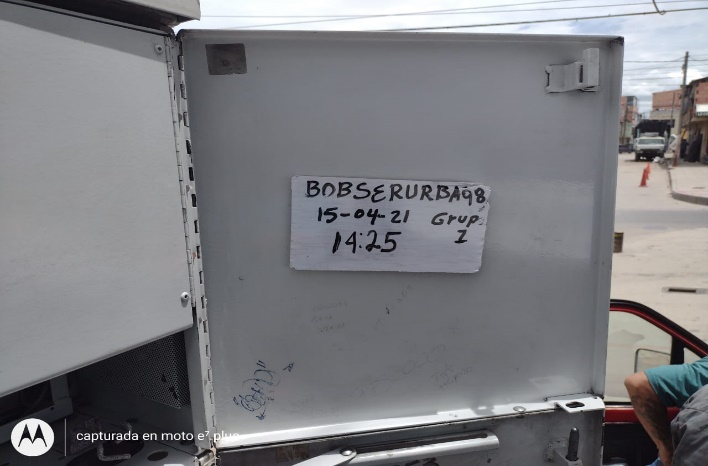 BOBSERURBA98
15-04-21 Grup.
14:25 I
capturada en moto e⁷ plus